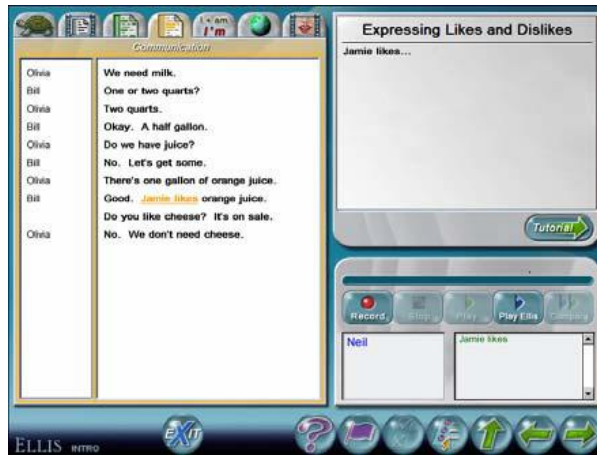 I + am
I'm
Communication
Olivia We need milk.
Bill One or two quarts?
Olivia Two quarts.
Bill Okay. A half gallon.
Olivia Do we have juice?
Bill No. Let's get some.
Olivia There's one gallon of orange juice.
Bill Good. Jamie likes orange juice.
Do you like cheese? It's on sale.
Olivia No. We don't need cheese.
Expressing Likes and Dislikes
Jamie likes...
Tutorial
Record Stop Play Play Ellis Compare
Neil
Jamie likes
ELLIS INTRO
EXIT